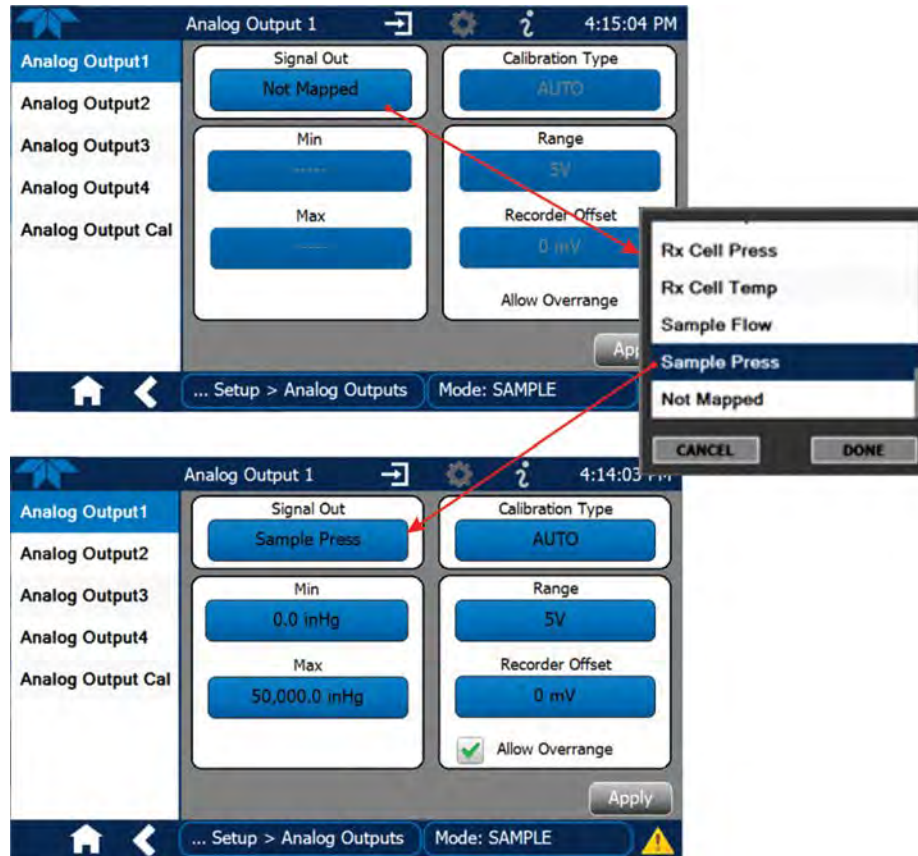 Analog Output 1 4:15:04 PM
Analog Output1
Analog Output2
Analog Output3
Analog Output4
Analog Output Cal
Signal Out
Not Mapped
Min
-----
Max
-----
Calibration Type
AUTO
Range
5V
Recorder Offset
0 mV
Allow Overrange
... Setup > Analog Outputs Mode: SAMPLE
Rx Cell Press
Rx Cell Temp
Sample Flow
Sample Press
Not Mapped
CANCEL DONE
Analog Output 1 4:14:03
Analog Output1
Analog Output2
Analog Output3
Analog Output4
Analog Output Cal
Signal Out
Sample Press
Min
0.0 inHg
Max
50,000.0 inHg
Calibration Type
AUTO
Range
5V
Recorder Offset
0 mV
Allow Overrange
Apply
... Setup > Analog Outputs Mode: SAMPLE